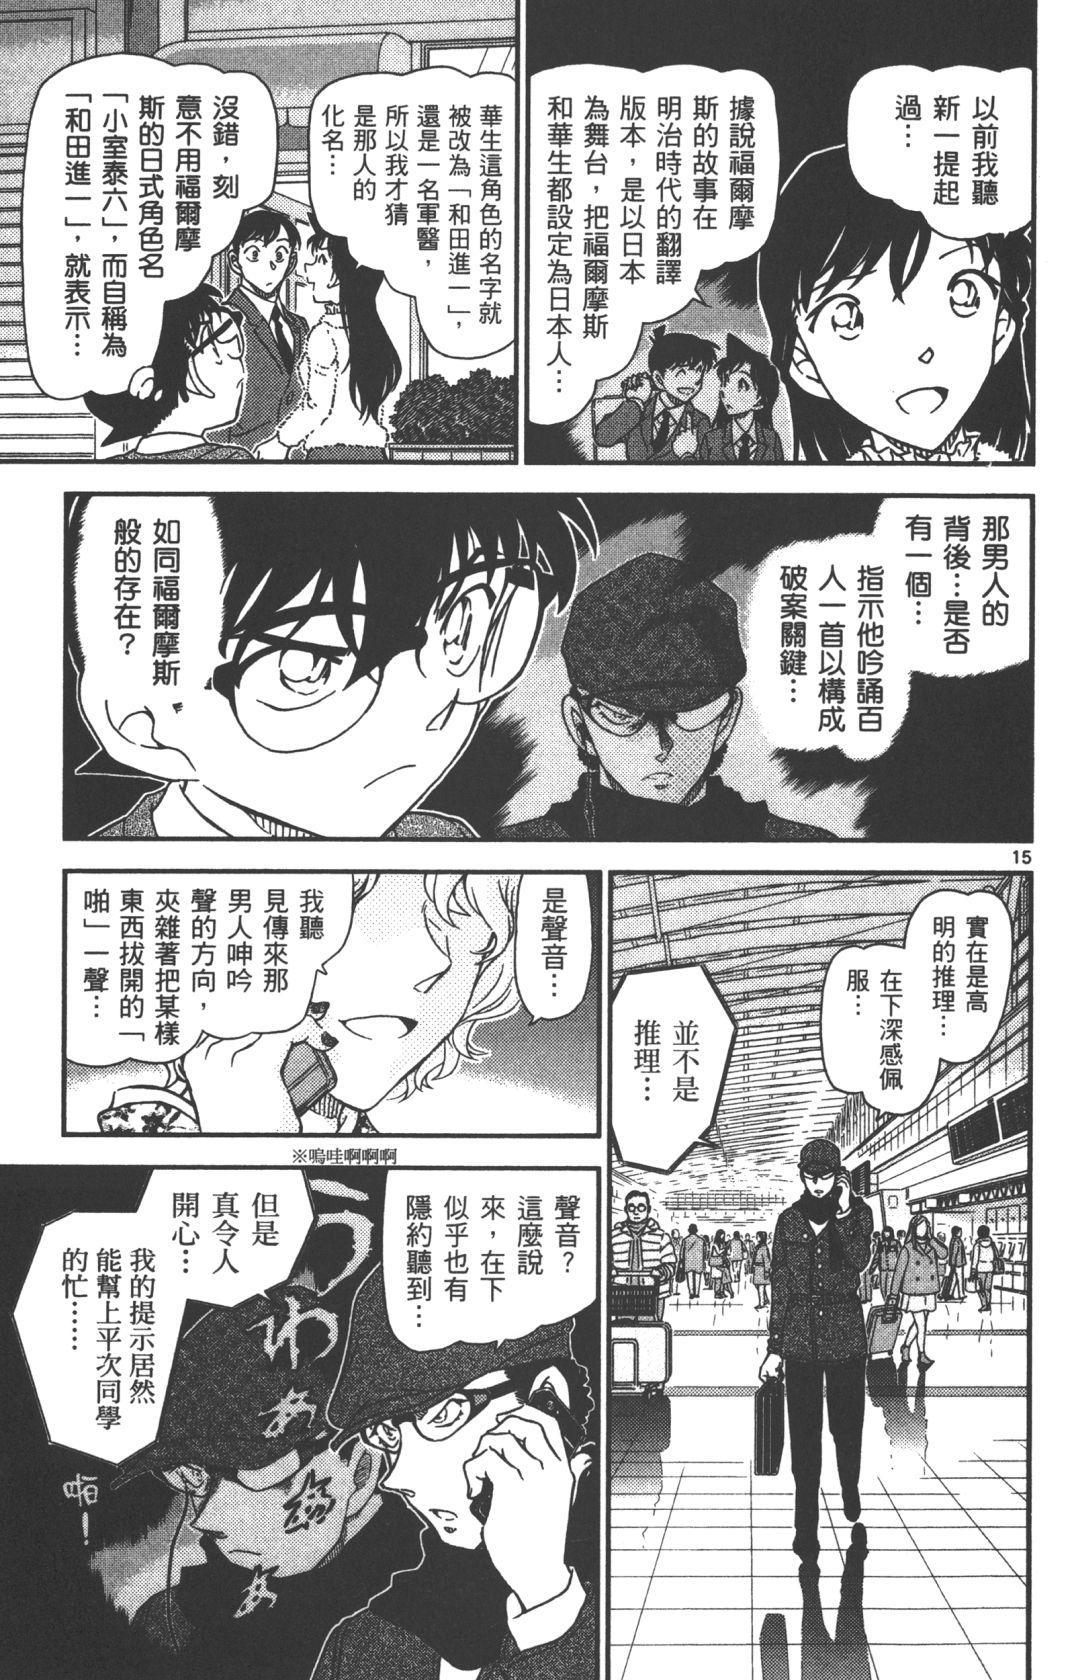 以前我聽
新一提起
過…
據說福爾摩
斯的故事在
明治時代的翻譯
版本，是以日本
為舞台，把福爾摩斯
和華生都設定為日本人…
華生這角色的名字就
被改為「和田進一」，
還是一名軍醫，
所以我才猜
是那人的
化名…
沒錯，刻
意不用福爾摩
斯的日式角色名
「小室泰六」，而自稱為
「和田進一」，就表示…
那男人的
背後…是否
有一個…
指示他吟誦百
人一首以構成
破案關鍵…
如同福爾摩斯
般的存在？
15
實在是高
明的推理…
在下深感佩
服…
並不是
推理…
是聲音…
我聽
見傳來那
男人呻吟
聲的方向，
夾雜著把某樣
東西拔開的「
啪」一聲…
※嗚哇啊啊啊
聲音？
這麼說
來，在下
似乎也有
隱約聽到…
うわぁぁぁ
啪！
但是
真令人
開心…
我的提示居然
能幫上平次同學
的忙……